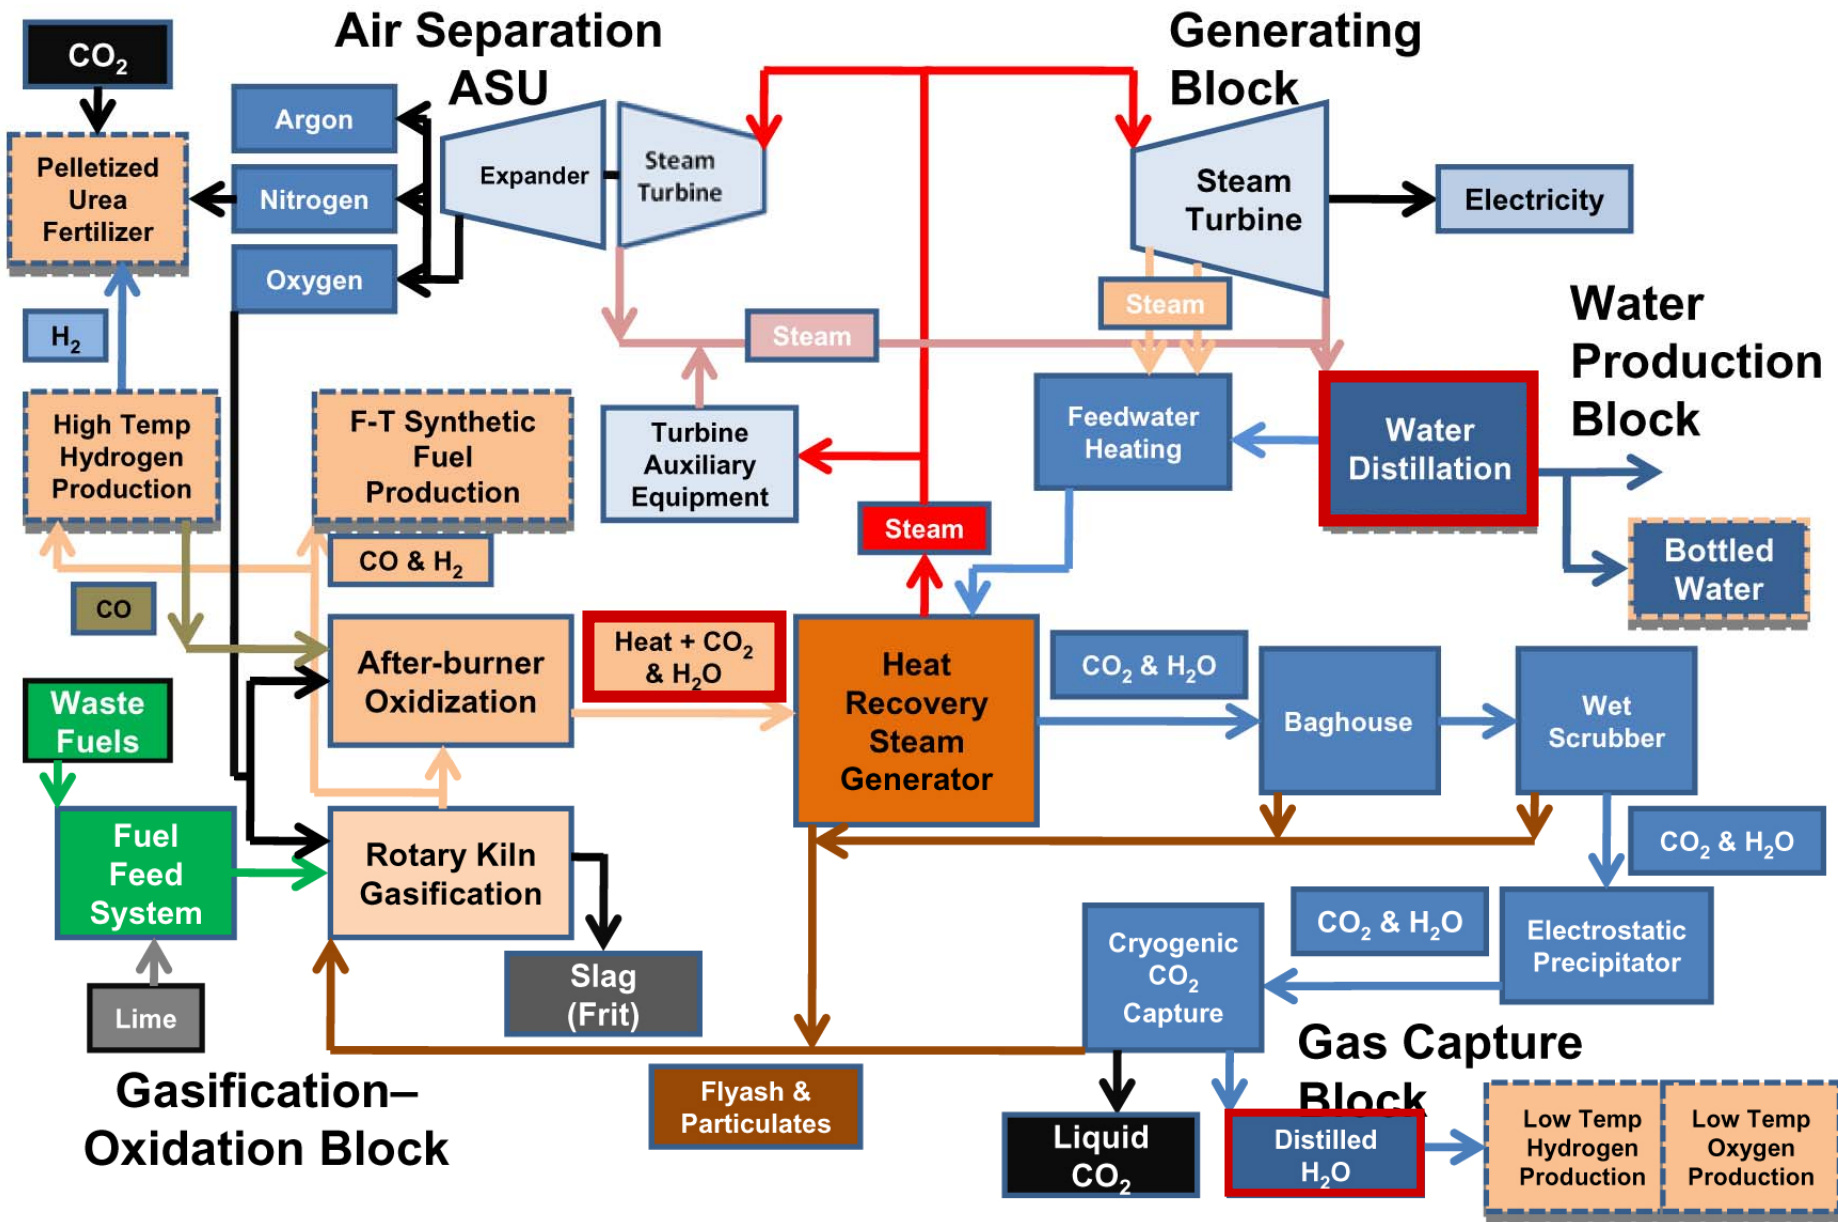 Air Separation
ASU
Generating
Block
CO₂
Argon
Pelletized
Urea
Fertilizer
Nitrogen
Oxygen
Expander
Steam
Turbine
Steam
Turbine
Electricity
H₂
Steam
Steam
Water
Production
Block
High Temp
Hydrogen
Production
F-T Synthetic
Fuel
Production
Turbine
Auxiliary
Equipment
Feedwater
Heating
Water
Distillation
Steam
CO & H₂
Bottled
Water
CO
After-burner
Oxidization
Heat + CO₂
& H₂O
Heat
Recovery
Steam
Generator
CO₂ & H₂O
Baghouse
Wet
Scrubber
Waste
Fuels
Fuel
Feed
System
Rotary Kiln
Gasification
CO₂ & H₂O
Lime
Slag
(Frit)
Cryogenic
CO₂
Capture
CO₂ & H₂O
Electrostatic
Precipitator
Gasification–
Oxidation Block
Flyash &
Particulates
Gas Capture
Block
Liquid
CO₂
Distilled
H₂O
Low Temp
Hydrogen
Production
Low Temp
Oxygen
Production